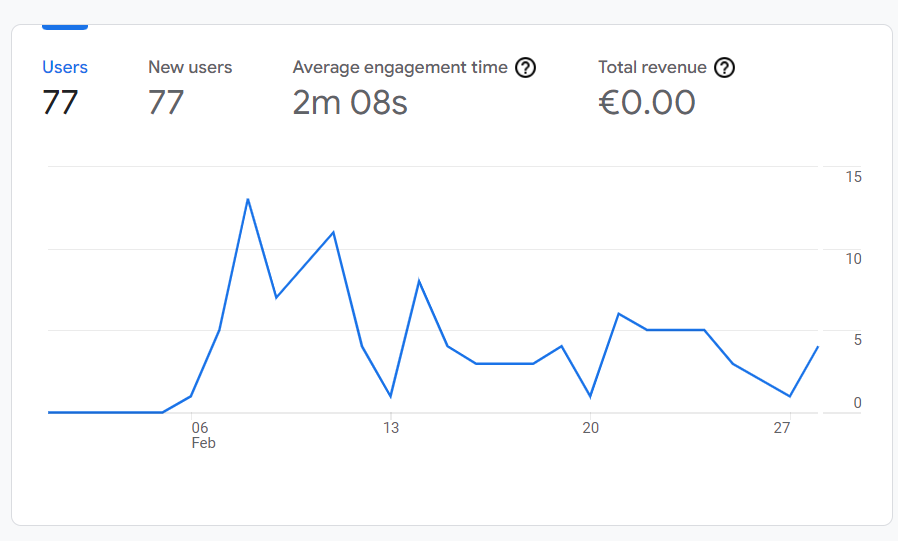 Users New users Average engagement time ? Total revenue ?
77 77 2m 08s €0.00
15
10
5
0
06 13 20 27
Feb